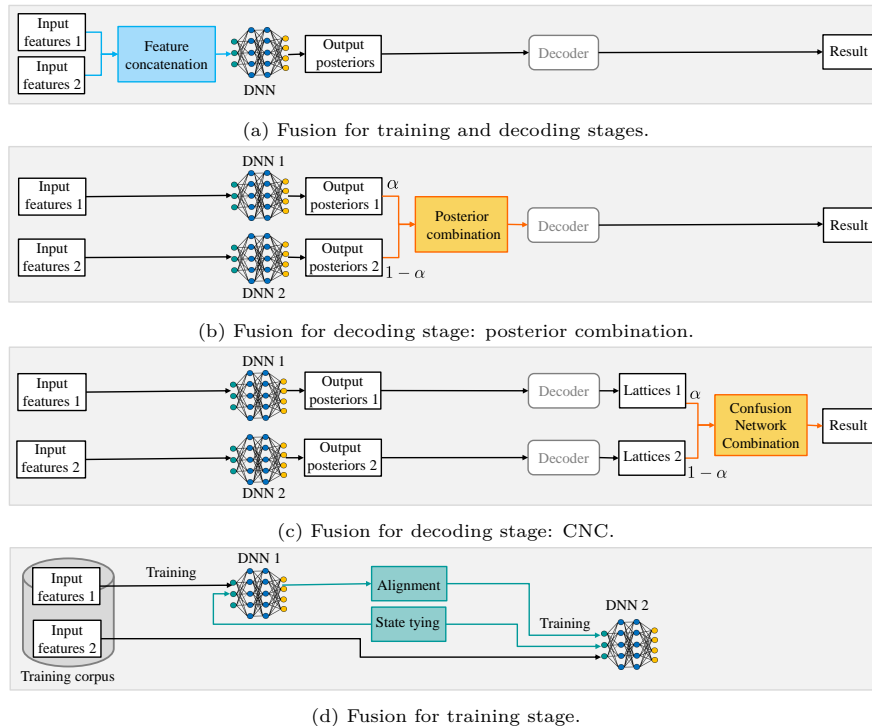 Input
features 1
Input
features 2
Feature
concatenation
DNN
Output
posteriors
Decoder
Result
(a) Fusion for training and decoding stages.
DNN 1
Input
features 1
Output
posteriors 1
α
Posterior
combination
Decoder
Result
Input
features 2
Output
posteriors 2
1 − α
DNN 2
(b) Fusion for decoding stage: posterior combination.
DNN 1
Input
features 1
Output
posteriors 1
Decoder
Lattices 1
α
Confusion
Network
Combination
Result
Input
features 2
Output
posteriors 2
Decoder
Lattices 2
1 − α
DNN 2
(c) Fusion for decoding stage: CNC.
DNN 1
Input
features 1
Training
Alignment
State tying
Training
DNN 2
Input
features 2
Training corpus
(d) Fusion for training stage.